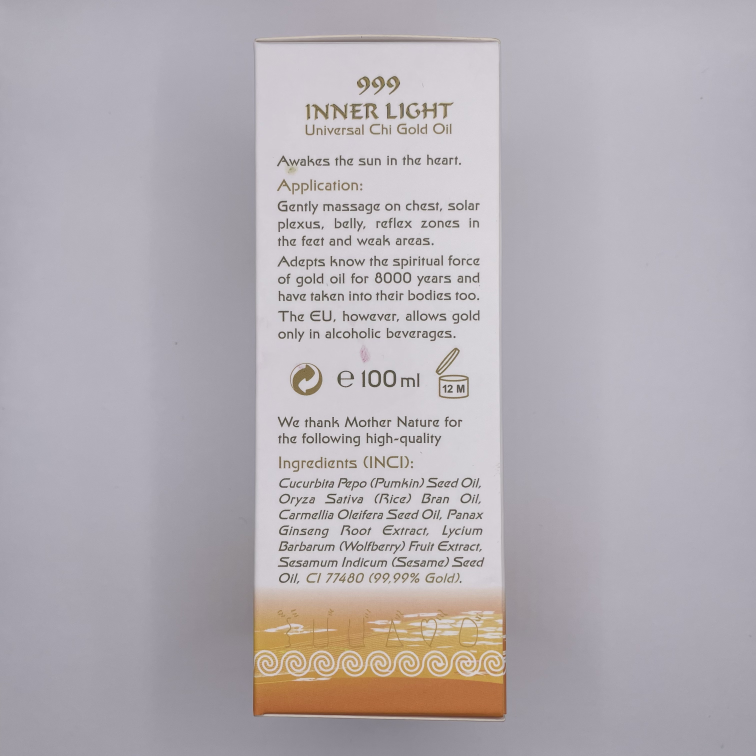 999
INNER LIGHT
Universal Chi Gold Oil
Awakes the sun in the heart.
Application:
Gently massage on chest, solar
plexus, belly, reflex zones in
the feet and weak areas.
Adepts know the spiritual force
of gold oil for 8000 years and
have taken into their bodies too.
The EU, however, allows gold
only in alcoholic beverages.
℮ 100 ml
12 M
We thank Mother Nature for
the following high-quality
Ingredients (INCI):
Cucurbita Pepo (Pumkin) Seed Oil,
Oryza Sativa (Rice) Bran Oil,
Carmellia Oleifera Seed Oil, Panax
Ginseng Root Extract, Lycium
Barbarum (Wolfberry) Fruit Extract,
Sesamum Indicum (Sesame) Seed
Oil, CI 77480 (99,99% Gold).